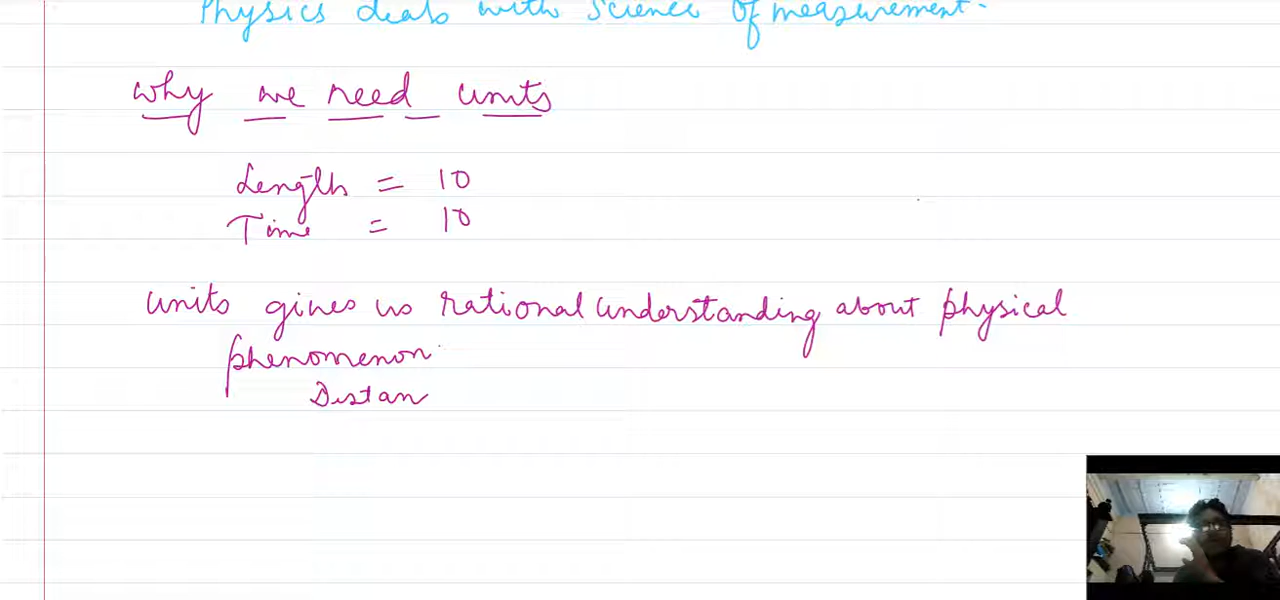 Physics deals with Science Of measurement.
why we need units
Length = 10
Time = 10
units gives us rational understanding about physical
phenomenon
Distan